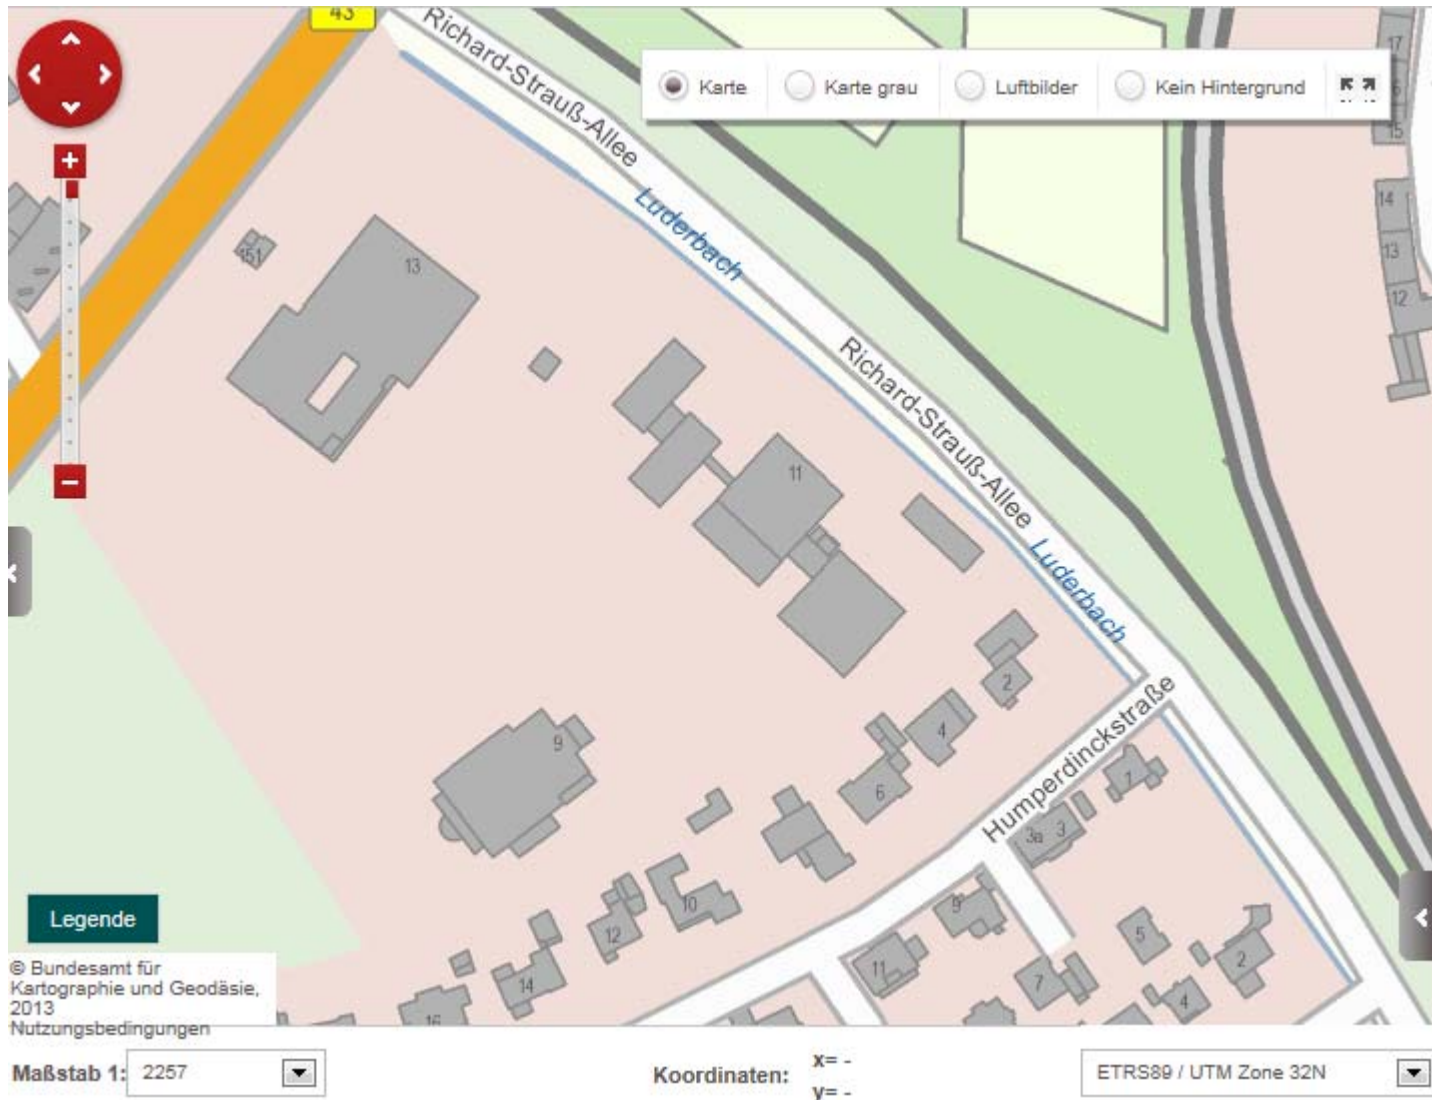 43
Richard-Strauß-Allee
Karte
Karte grau
Luftbilder
Kein Hintergrund
17
15
14
13
12
Luderbach
151
13
Richard-Strauß-Allee
11
Luderbach
2
4
6
9
Humperdinckstraße
1
3a 3
10
12
14
16
9
11
5
7
2
4
Legende
© Bundesamt für
Kartographie und Geodäsie,
2013
Nutzungsbedingungen
Maßstab 1: 2257
Koordinaten:
x= -
y= -
ETRS89 / UTM Zone 32N